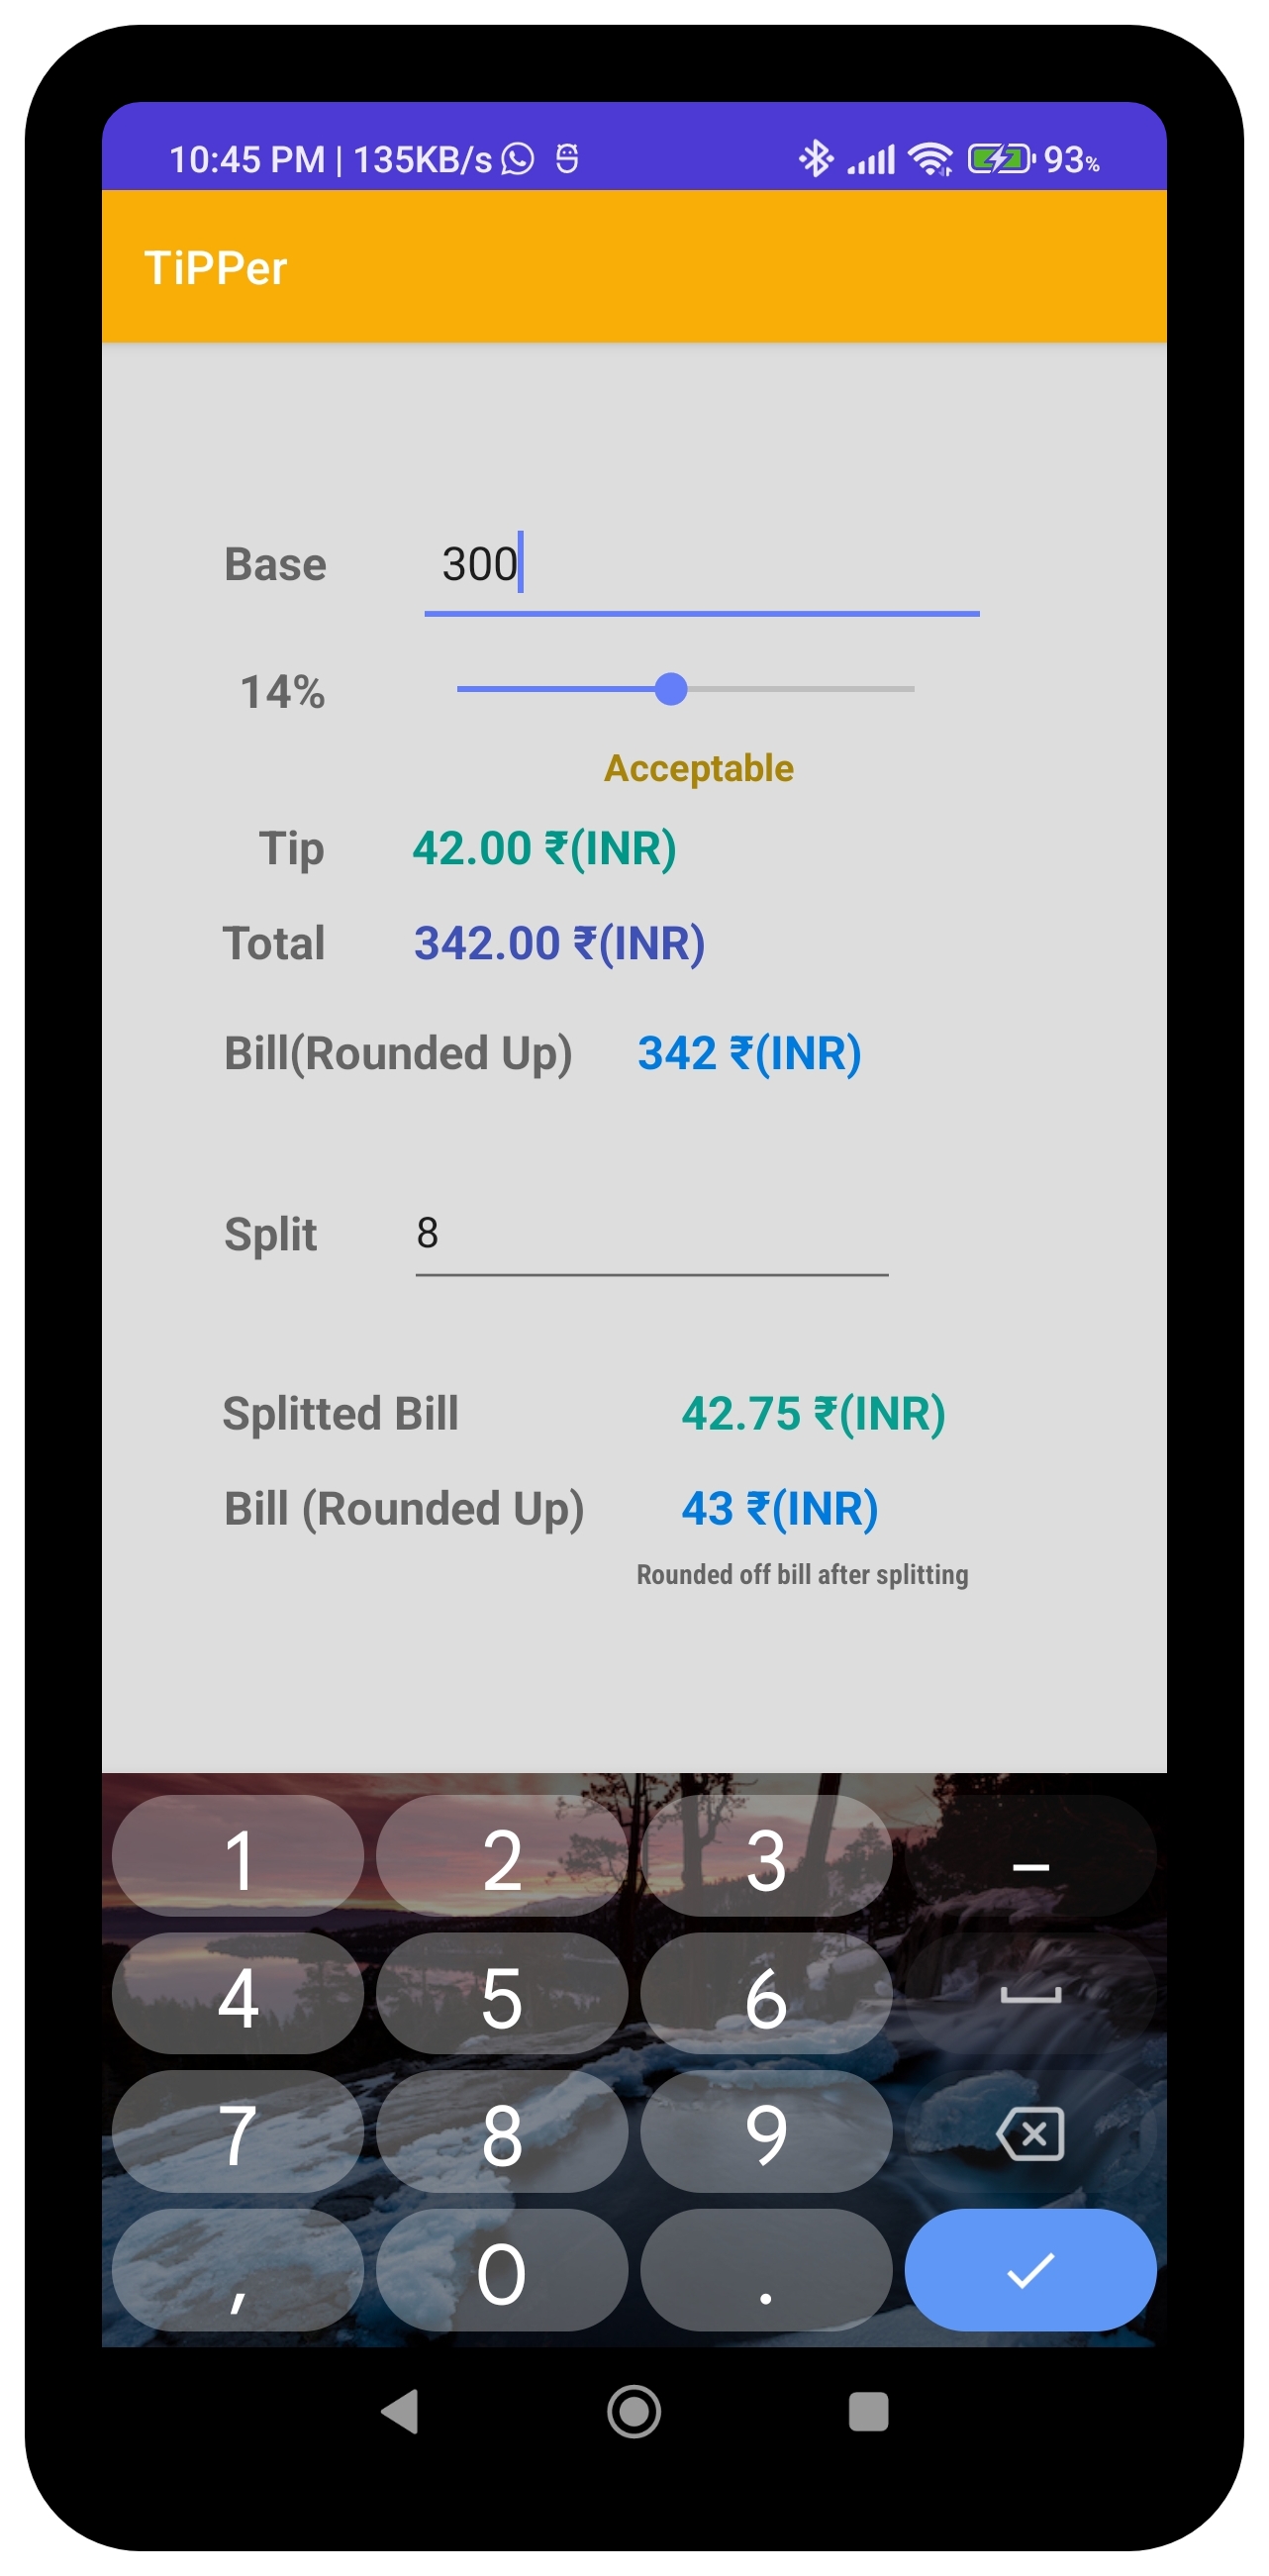 10:45 PM | 135KB/s 93%
TiPPer
Base 300
14%
Acceptable
Tip 42.00 ₹(INR)
Total 342.00 ₹(INR)
Bill(Rounded Up) 342 ₹(INR)
Split 8
Splitted Bill 42.75 ₹(INR)
Bill (Rounded Up) 43 ₹(INR)
Rounded off bill after splitting
1 2 3 –
4 5 6
7 8 9
, 0 .